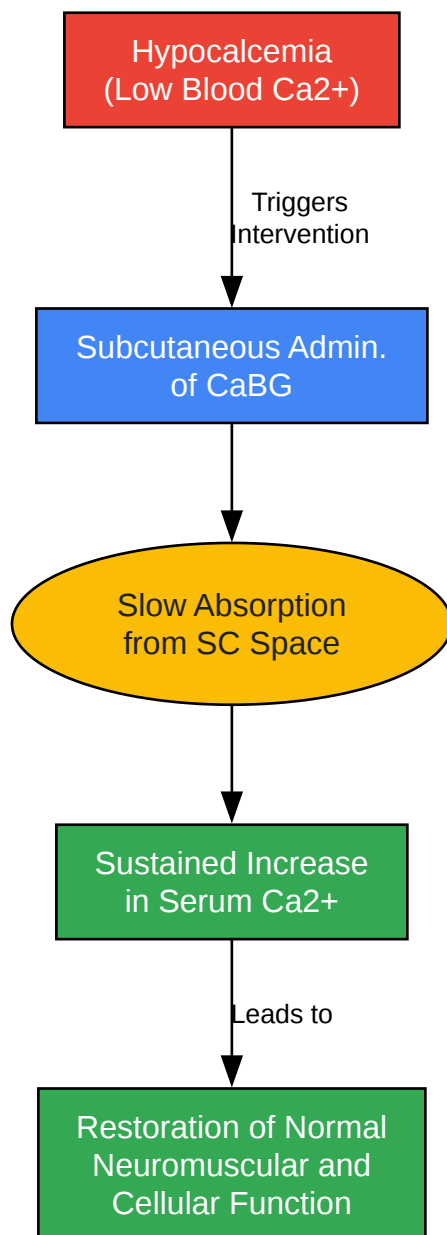 Hypocalcemia
(Low Blood Ca2+)
Triggers
Intervention
Subcutaneous Admin.
of CaBG
Slow Absorption
from SC Space
Sustained Increase
in Serum Ca2+
Leads to
Restoration of Normal
Neuromuscular and
Cellular Function